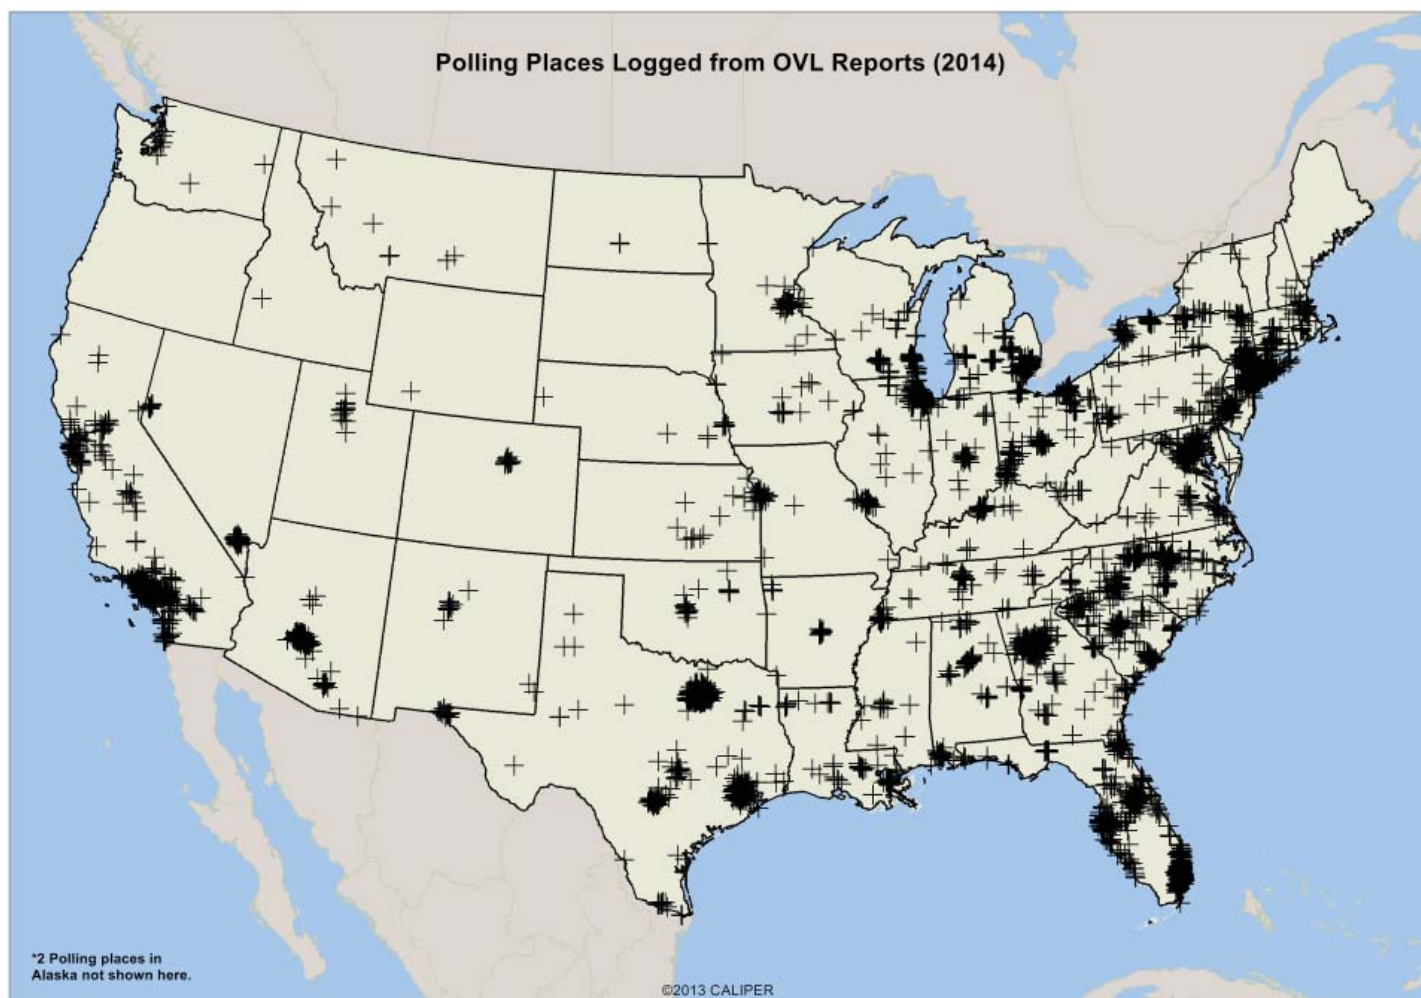 Polling Places Logged from OVL Reports (2014)
*2 Polling places in
Alaska not shown here.
©2013 CALIPER